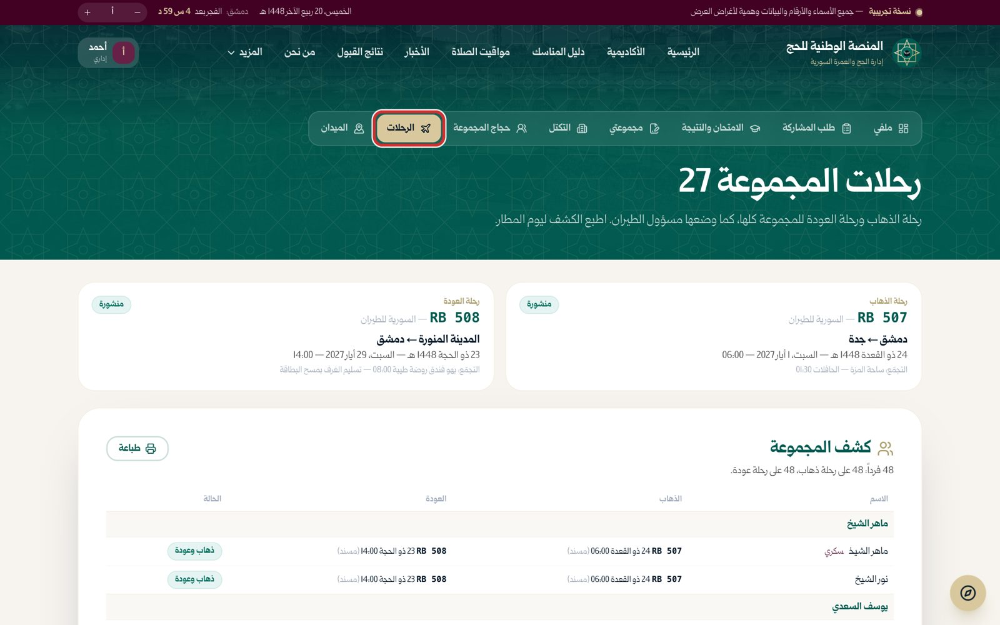 نسخة تجريبية — جميع الأسماء والأرقام والبيانات وهمية لأغراض العرض
الخميس، 20 ربيع الآخر 1448 هـ دمشق: الفجر بعد 4 س 59 د
− أ +
المنصة الوطنية للحج
إدارة الحج والعمرة السورية
الرئيسية الأكاديمية دليل المناسك مواقيت الصلاة الأخبار نتائج القبول من نحن المزيد
أ
أحمد
إداري
ملفي طلب المشاركة الامتحان والنتيجة مجموعتي التكتل حجاج المجموعة الرحلات الميدان
رحلات المجموعة 27
رحلة الذهاب ورحلة العودة للمجموعة كلها، كما وضعها مسؤول الطيران. اطبع الكشف ليوم المطار.
رحلة الذهاب منشورة
RB 507 — السورية للطيران
دمشق ← جدة
24 ذو القعدة 1448 هـ — السبت، 1 أيار 2027 — 06:00
التجمّع: ساحة المزة — الحافلات 01:30
رحلة العودة منشورة
RB 508 — السورية للطيران
المدينة المنورة ← دمشق
23 ذو الحجة 1448 هـ — السبت، 29 أيار 2027 — 14:00
التجمّع: بهو فندق روضة طيبة 08:00 — تسليم الغرف بمسح البطاقة
كشف المجموعة طباعة
48 فرداً: 48 على رحلة ذهاب، 48 على رحلة عودة.
الاسم الذهاب العودة الحالة
ماهر الشيخ
ماهر الشيخ سكري RB 507 24 ذو القعدة 06:00 (مسند) RB 508 23 ذو الحجة 14:00 (مسند) ذهاب وعودة
نور الشيخ RB 507 24 ذو القعدة 06:00 (مسند) RB 508 23 ذو الحجة 14:00 (مسند) ذهاب وعودة
يوسف السعدي